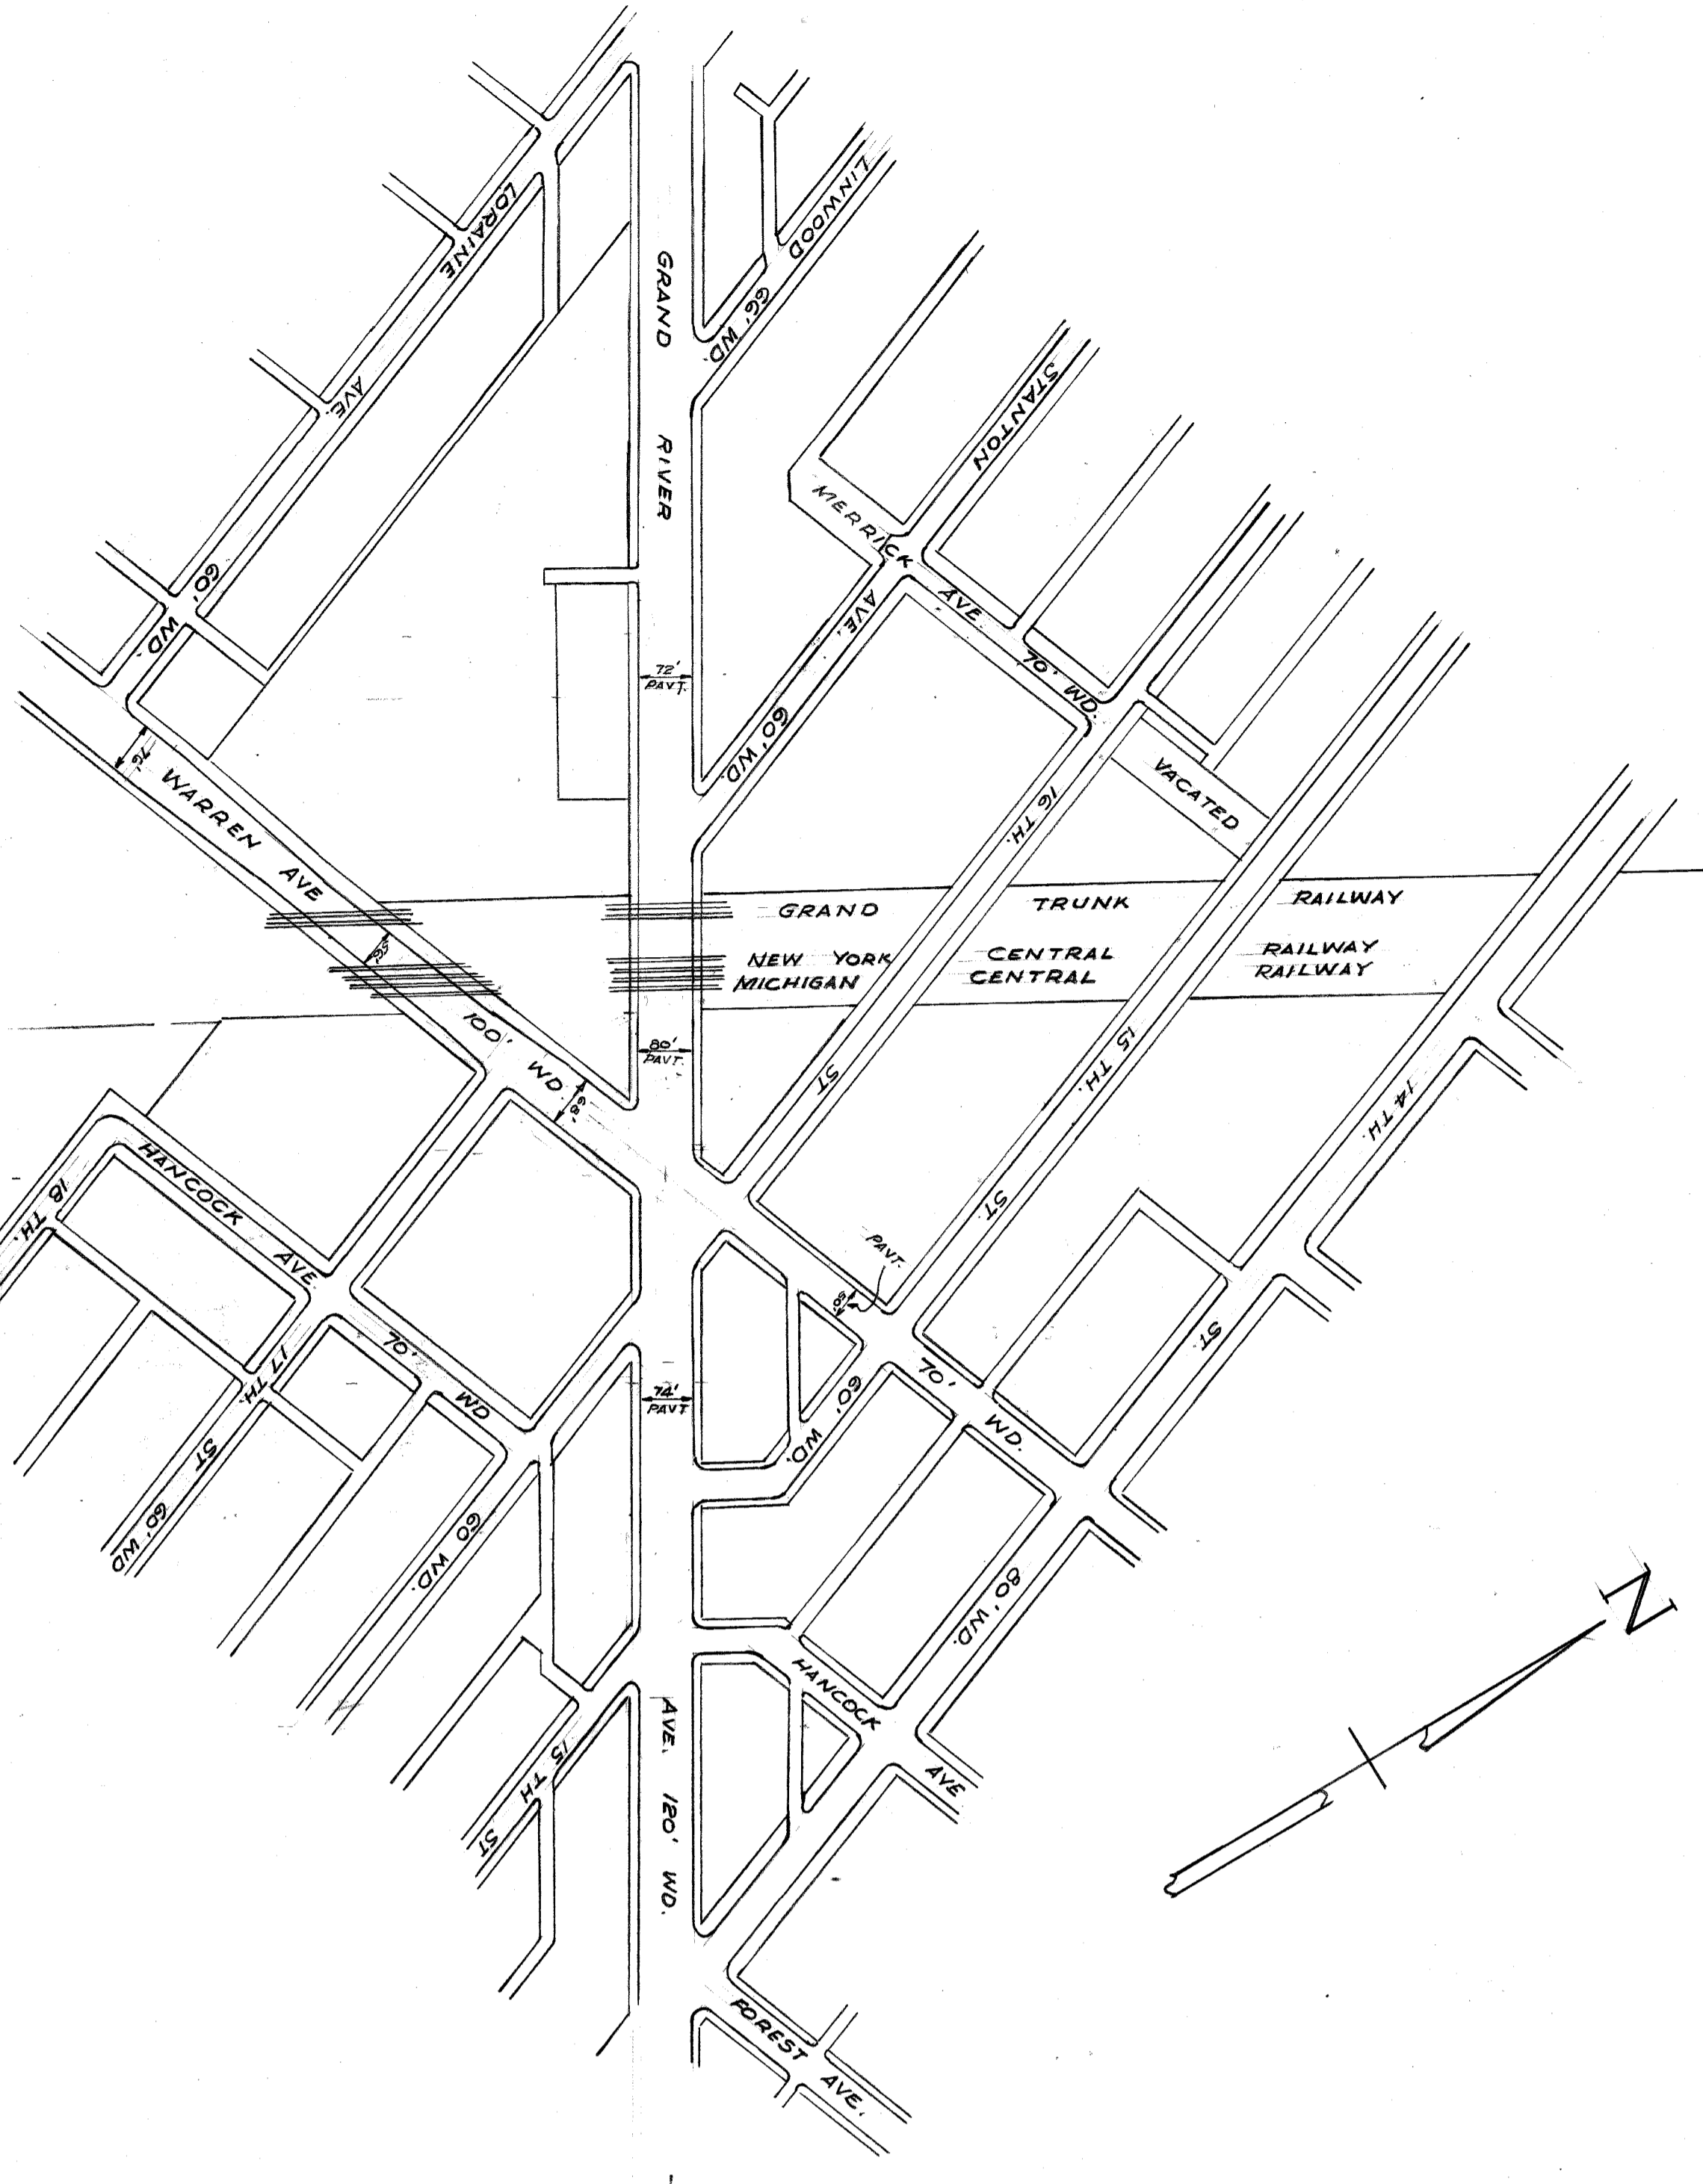 LORAINE
AVE.
60'
WD.
GRAND
RIVER
LINWOOD
66' WD.
STANTON
MERRICK
AVE.
70' WD.
AVE.
60' WD.
72'
PAVT.
76'
WARREN
AVE
VACATED
16 TH.
ST
GRAND TRUNK RAILWAY
NEW YORK CENTRAL RAILWAY
MICHIGAN CENTRAL RAILWAY
100'
WD.
68'
80'
PAVT.
15 TH.
ST.
14 TH.
ST.
HANCOCK
AVE.
70'
WD
18
TH.
17
TH.
ST
60' WD
60 WD.
PAVT.
50'
74'
PAVT
60'
WD.
70'
WD.
80' WD.
HANCOCK
AVE
15
TH
ST
AVE. 120' WD.
FOREST
AVE.
N